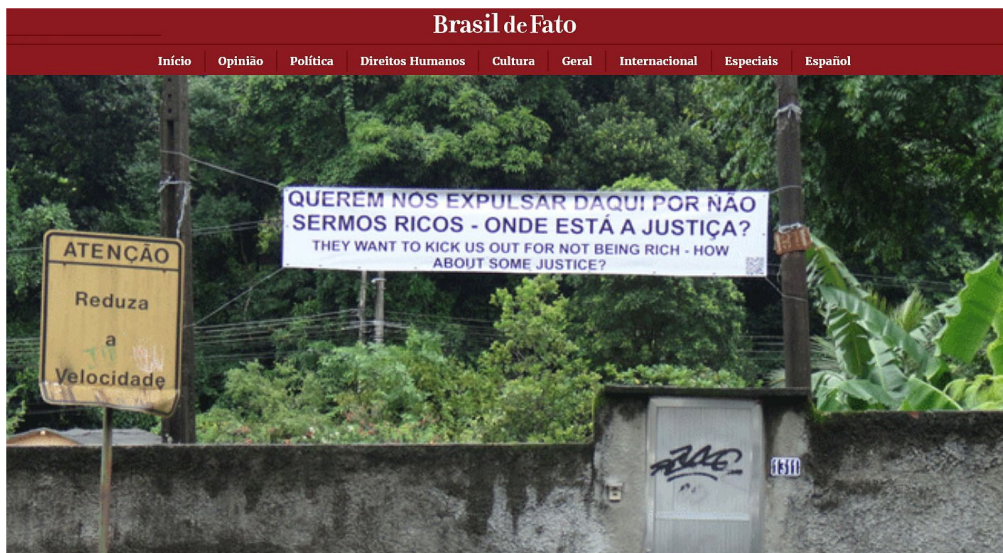 Brasil de Fato
Início Opinião Política Direitos Humanos Cultura Geral Internacional Especiais Español
QUEREM NOS EXPULSAR DAQUI POR NÃO
SERMOS RICOS - ONDE ESTÁ A JUSTIÇA?
THEY WANT TO KICK US OUT FOR NOT BEING RICH - HOW
ABOUT SOME JUSTICE?
ATENÇÃO
Reduza
a
Velocidade
1311